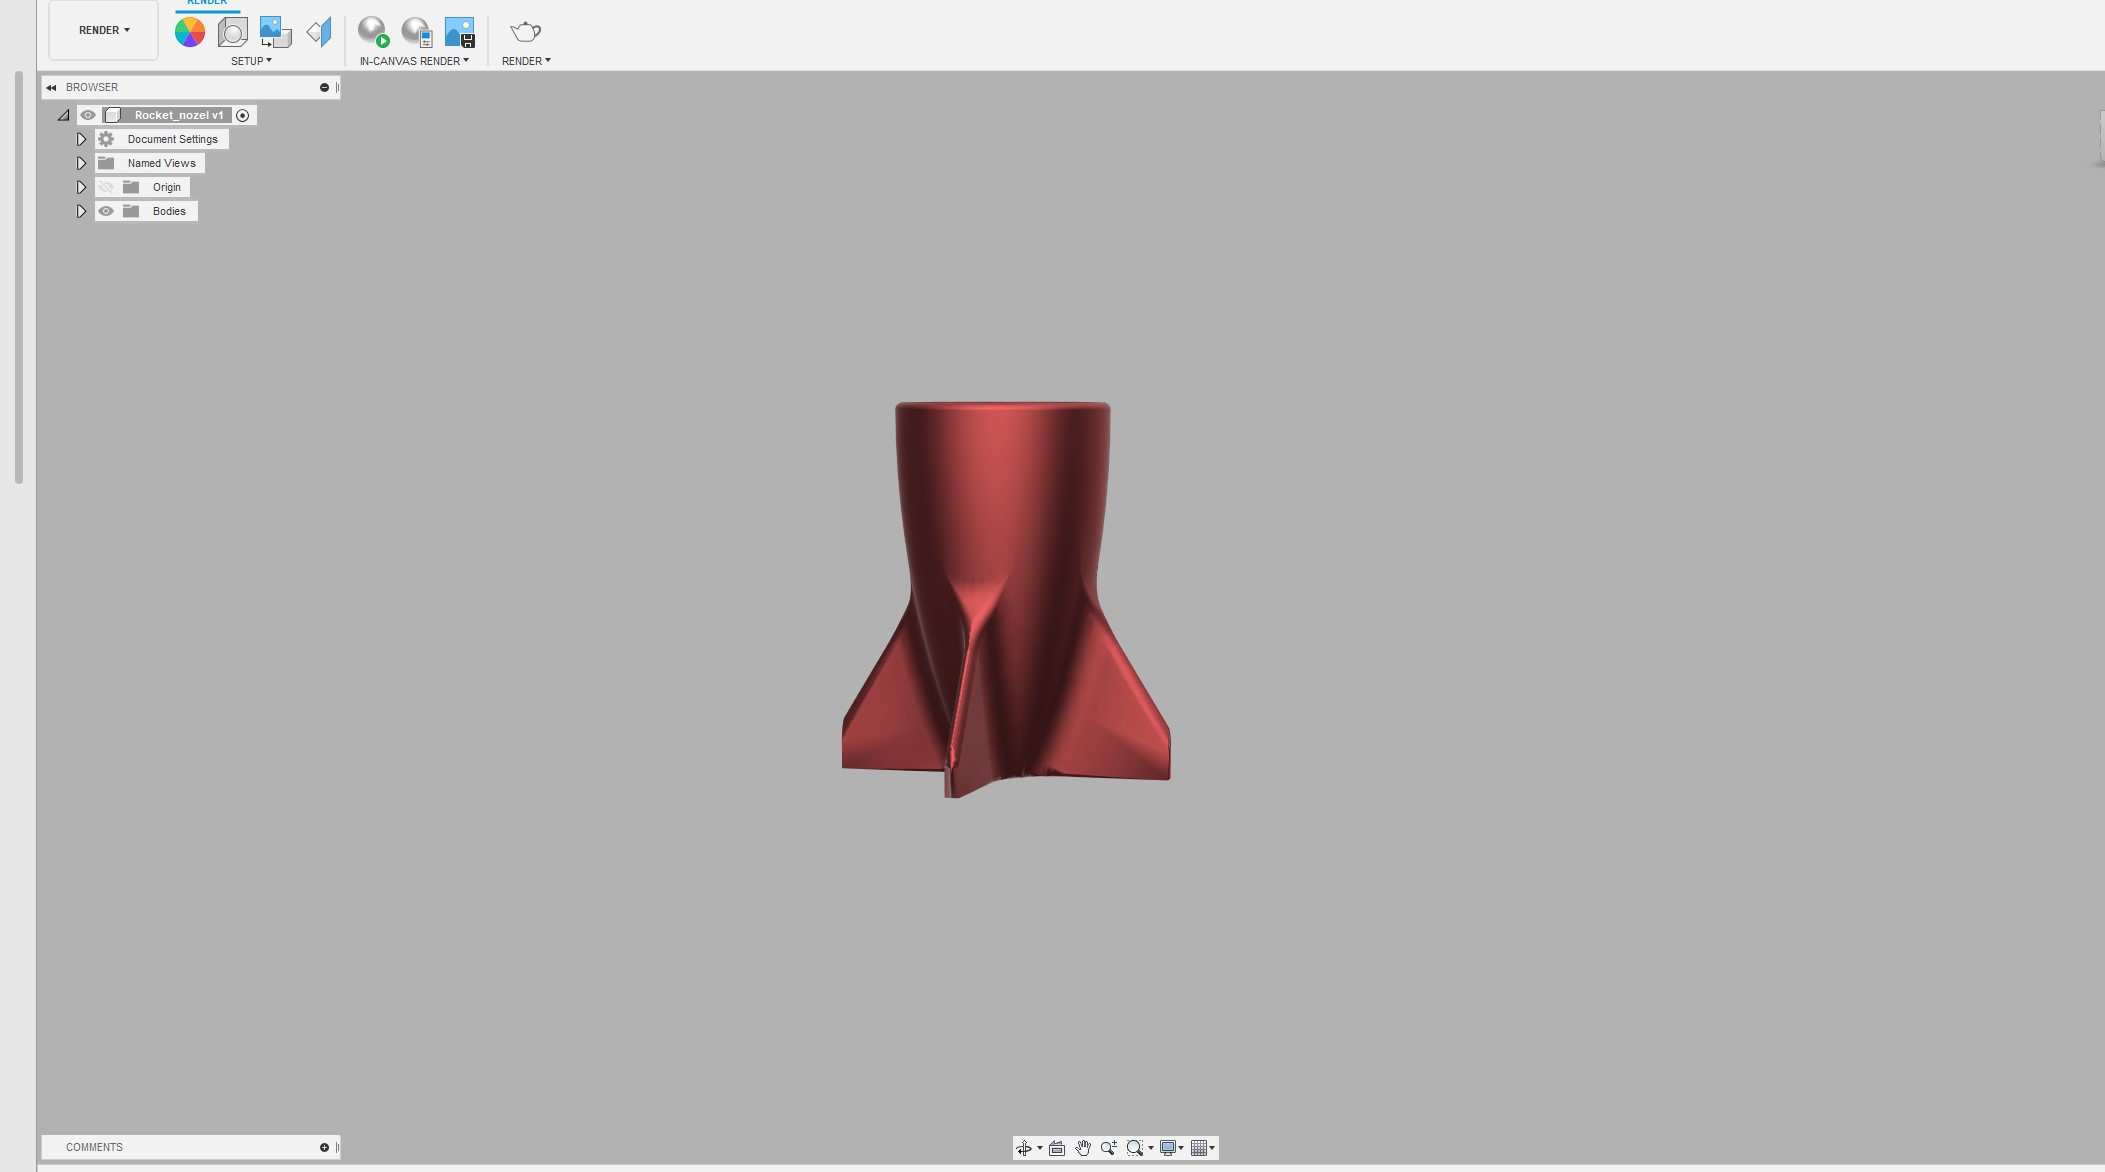 RENDER
RENDER
SETUP
IN-CANVAS RENDER
RENDER
BROWSER
Rocket_nozel v1
Document Settings
Named Views
Origin
Bodies
COMMENTS